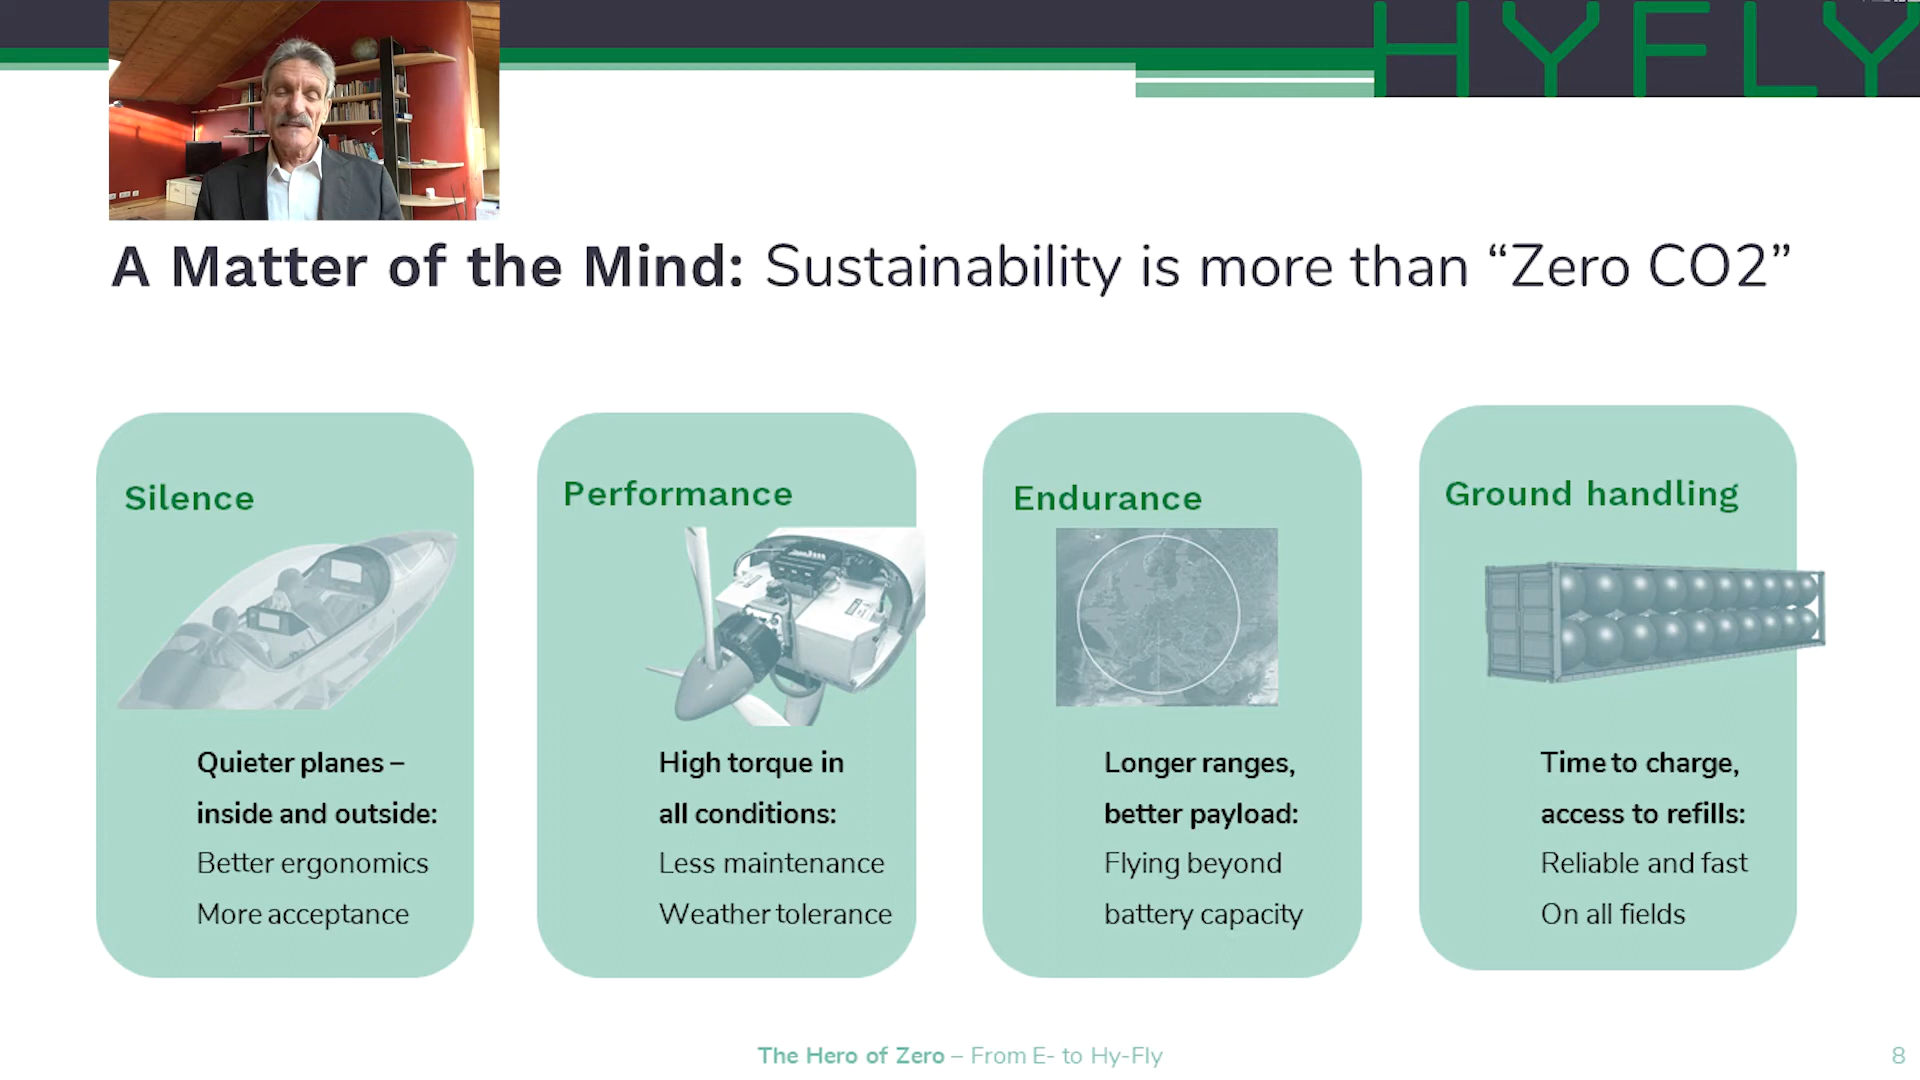 HYFLY
A Matter of the Mind: Sustainability is more than “Zero CO2”
Silence
Quieter planes –
inside and outside:
Better ergonomics
More acceptance
Performance
High torque in
all conditions:
Less maintenance
Weather tolerance
Endurance
Longer ranges,
better payload:
Flying beyond
battery capacity
Ground handling
Time to charge,
access to refills:
Reliable and fast
On all fields
The Hero of Zero – From E- to Hy-Fly
8